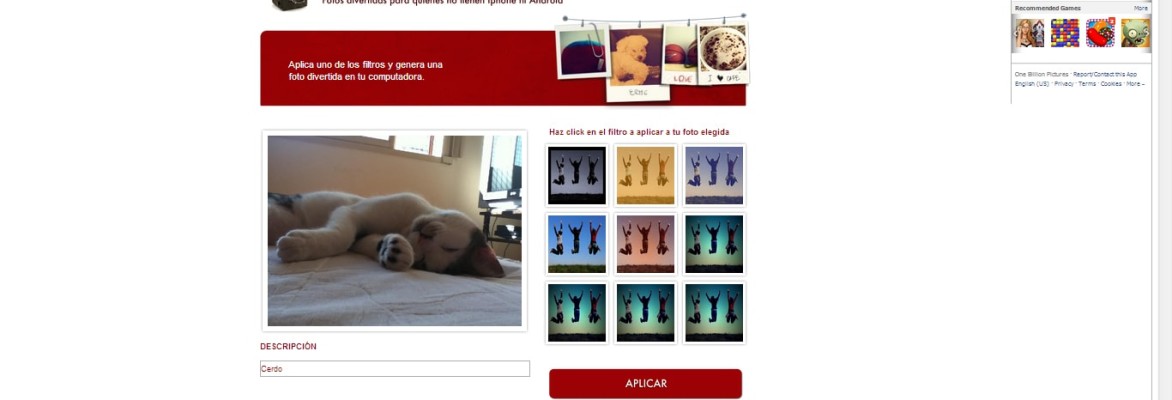 Fotos divertidas para quienes no tienen Iphone ni Android
Aplica uno de los filtros y genera una
foto divertida en tu computadora.
LOVE
I ♥ CAFE
Haz click en el filtro a aplicar a tu foto elegida
DESCRIPCIÓN
Cerdo
APLICAR
Recommended Games
More
One Billion Pictures · Report/Contact this App
English (US) · Privacy · Terms · Cookies · More